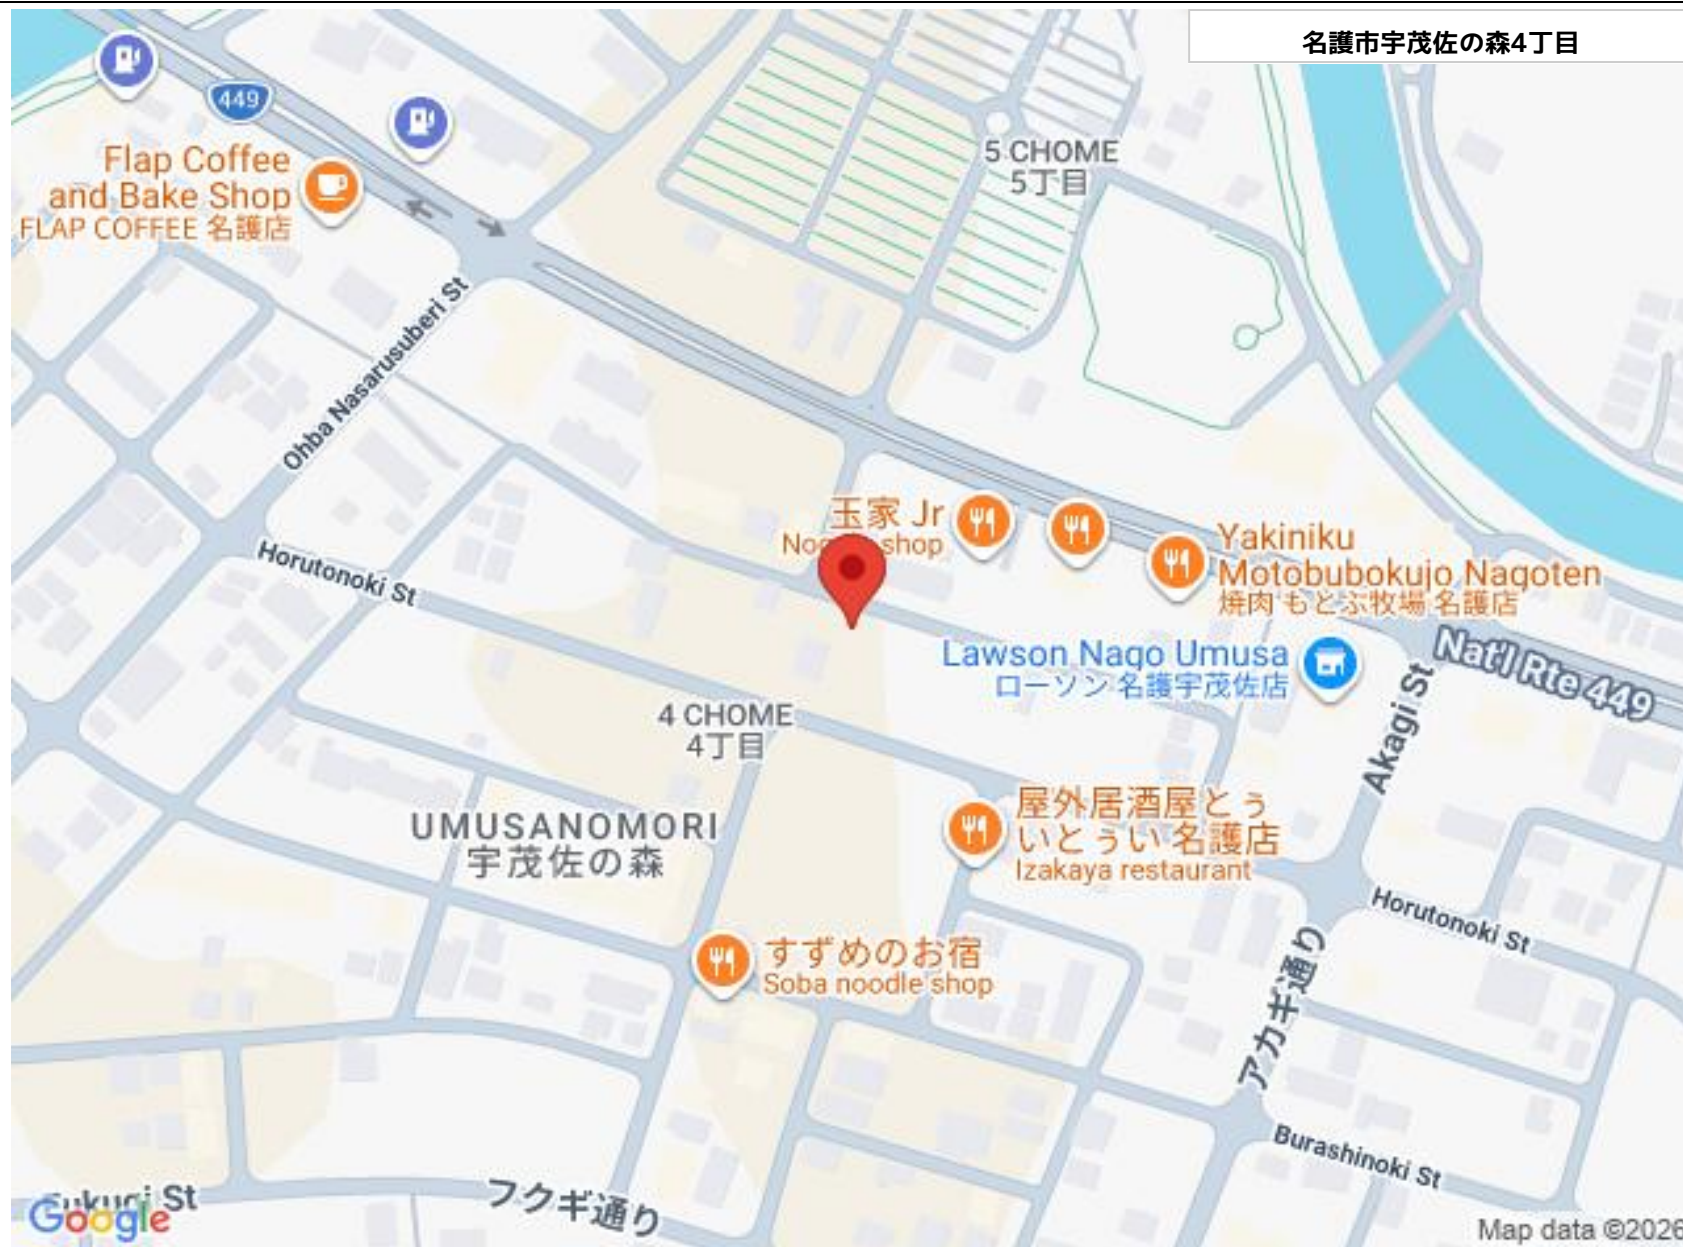 名護市宇茂佐の森4丁目
449
Flap Coffee
and Bake Shop
FLAP COFFEE 名護店
5 CHOME
5丁目
Ohba Nasarusuberi St
玉家 Jr
shop
Yakiniku
Motobubokujo Nagoten
焼肉 もとぶ牧場 名護店
Horutonoki St
Lawson Nago Umusa
ローソン 名護宇茂佐店
Nat'l Rte 449
Akagi St
4 CHOME
4丁目
屋外居酒屋とぅ
いとぅい 名護店
Izakaya restaurant
UMUSANOMORI
宇茂佐の森
Horutonoki St
すずめのお宿
Soba noodle shop
アカギ通り
Burashinoki St
St
フクギ通り
Google
Map data ©2026